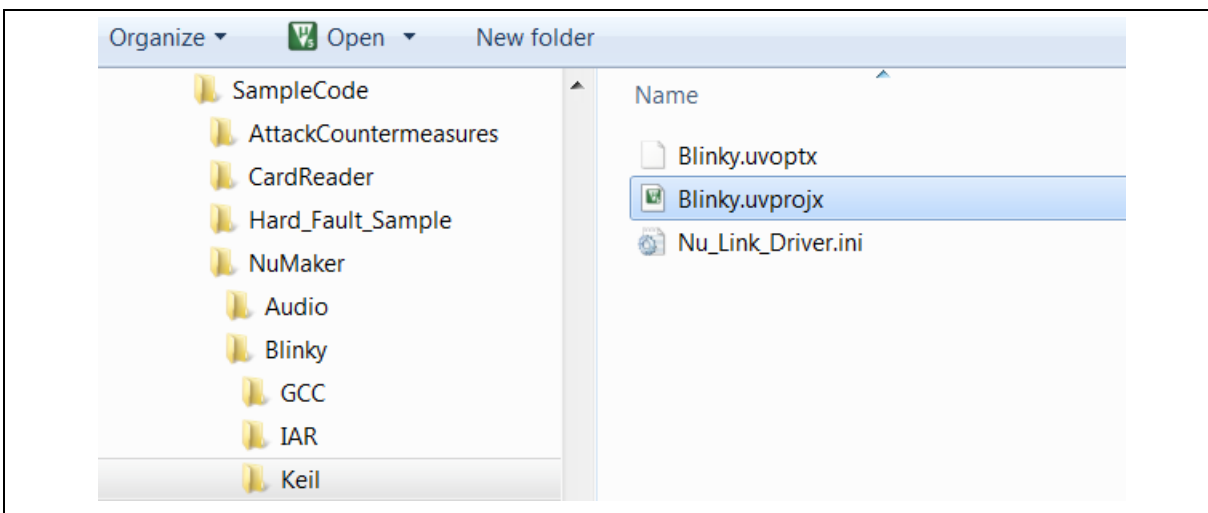 Organize Open New folder
SampleCode
AttackCountermeasures
CardReader
Hard_Fault_Sample
NuMaker
Audio
Blinky
GCC
IAR
Keil
Name
Blinky.uvoptx
Blinky.uvprojx
Nu_Link_Driver.ini